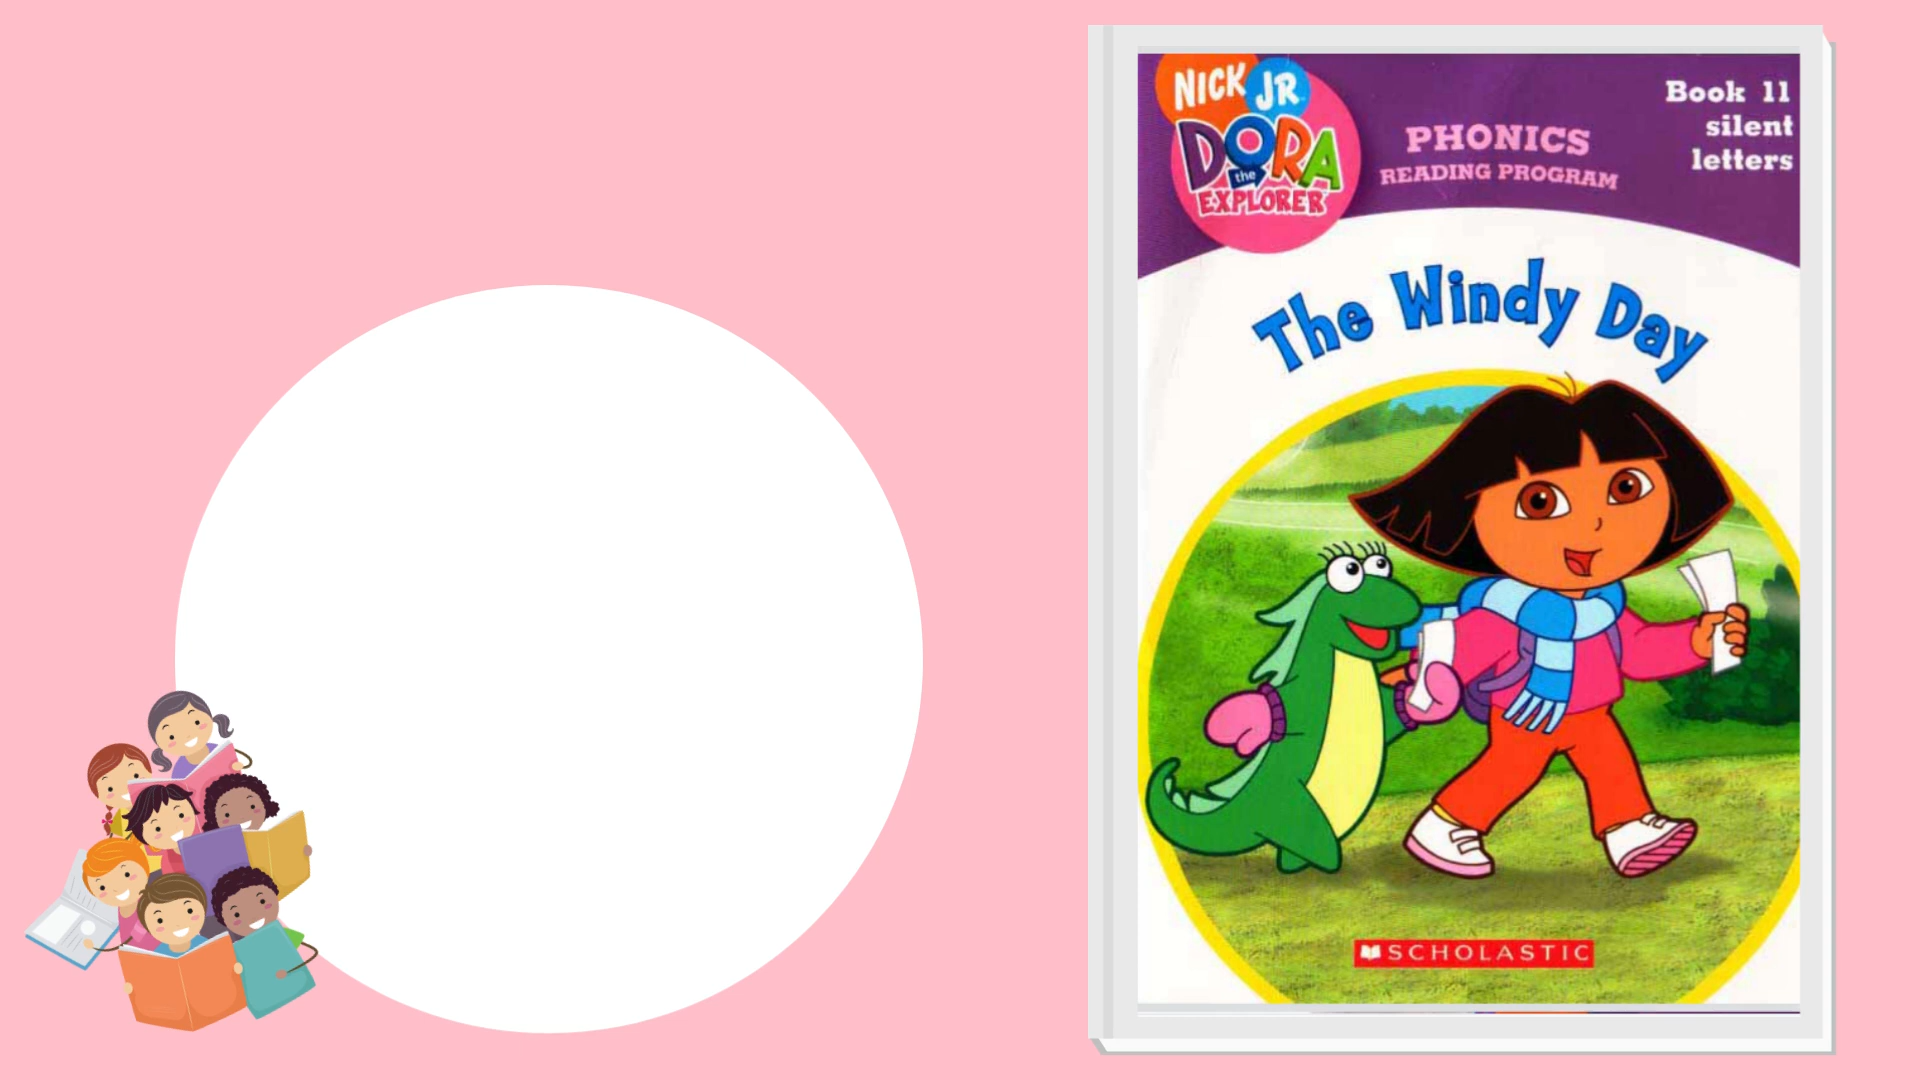 NICK JR
DORA
the
EXPLORER
PHONICS
READING PROGRAM
Book 11
silent
letters
The Windy Day
SCHOLASTIC